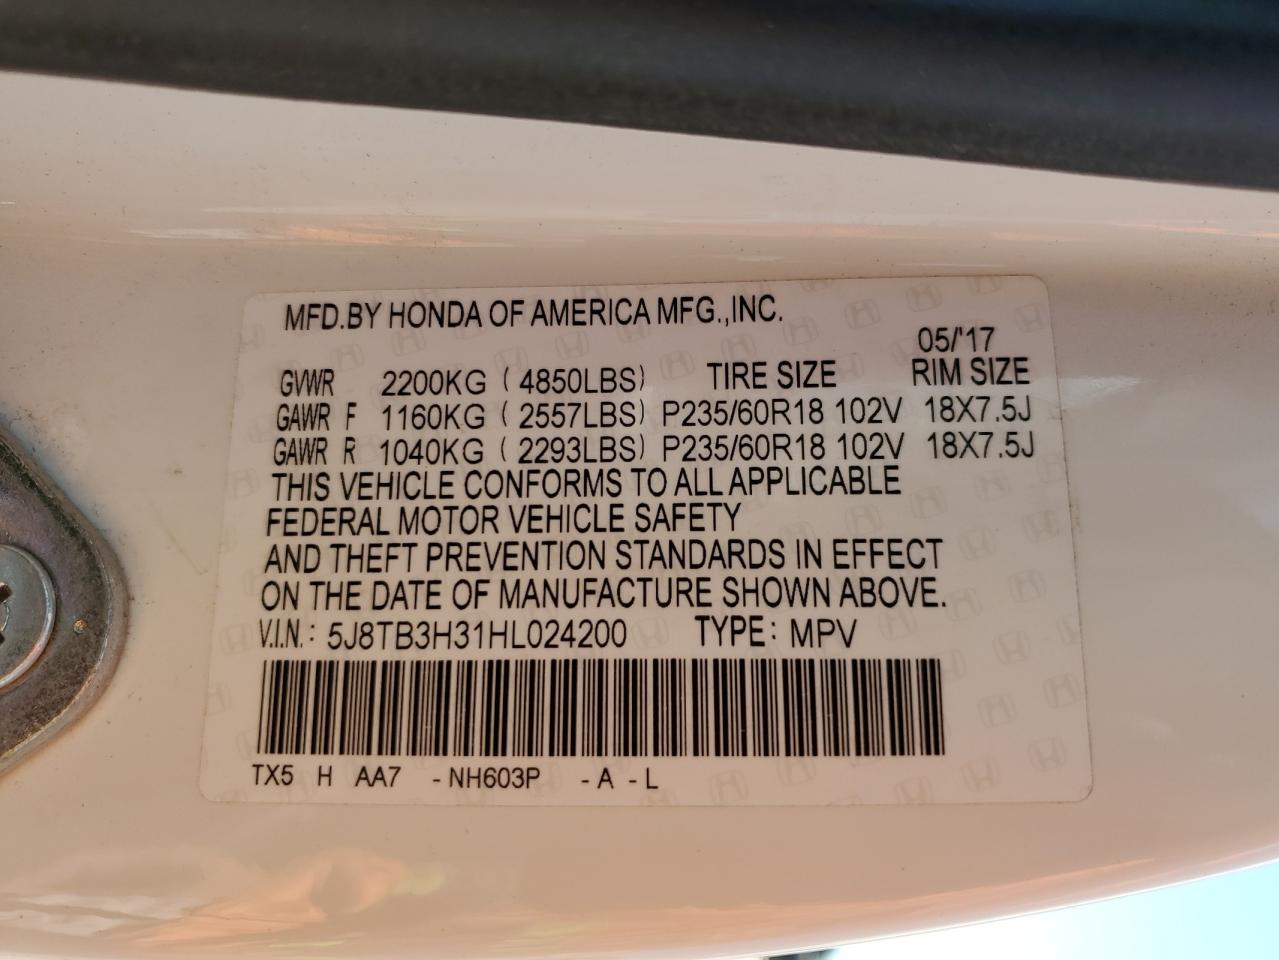 MFD.BY HONDA OF AMERICA MFG.,INC.
05/'17
GVWR 2200KG ( 4850LBS) TIRE SIZE RIM SIZE
GAWR F 1160KG ( 2557LBS) P235/60R18 102V 18X7.5J
GAWR R 1040KG ( 2293LBS) P235/60R18 102V 18X7.5J
THIS VEHICLE CONFORMS TO ALL APPLICABLE
FEDERAL MOTOR VEHICLE SAFETY
AND THEFT PREVENTION STANDARDS IN EFFECT
ON THE DATE OF MANUFACTURE SHOWN ABOVE.
V.I.N.: 5J8TB3H31HL024200 TYPE: MPV
TX5 H AA7 -NH603P -A -L